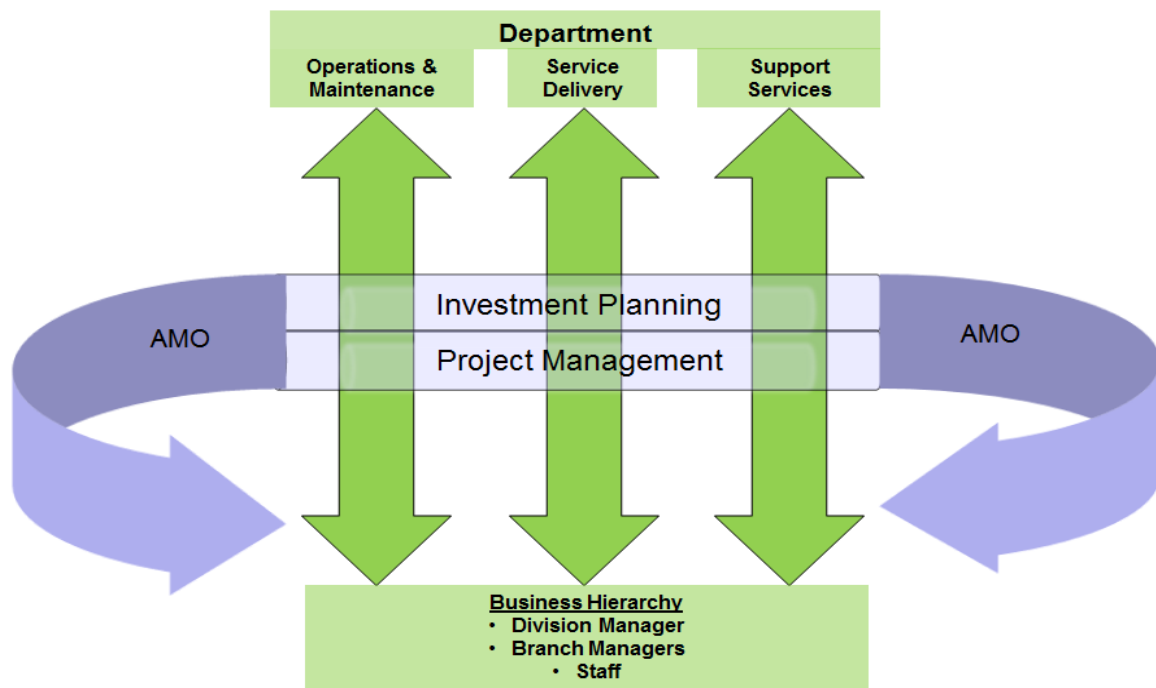 Department
Operations &
Maintenance
Service
Delivery
Support
Services
Investment Planning
AMO
AMO
Project Management
Business Hierarchy
• Division Manager
• Branch Managers
• Staff